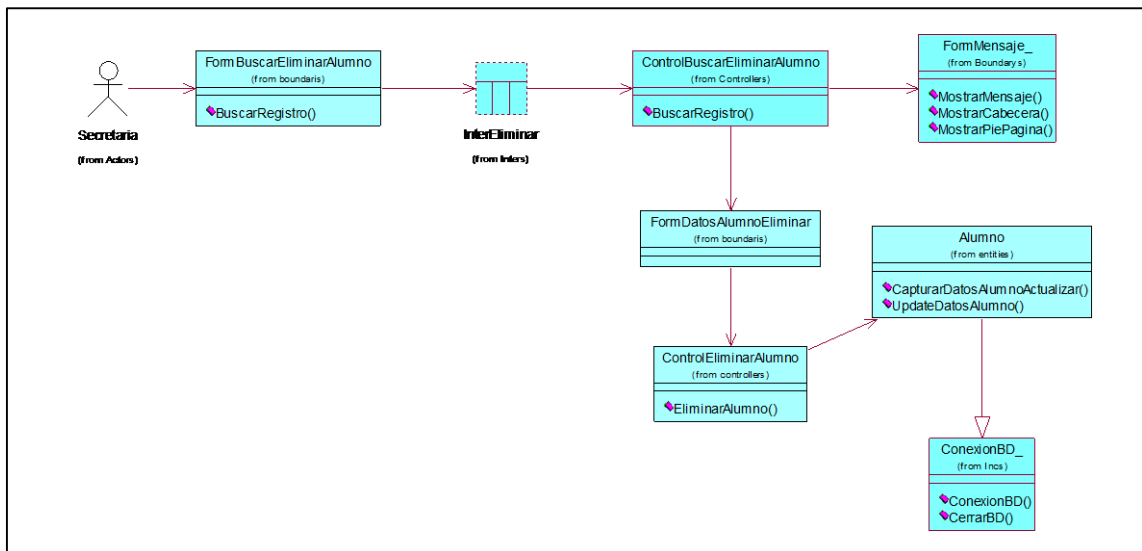 Secretaria
(from Actors)
FormBuscarEliminarAlumno
(from boundaris)
BuscarRegistro()
InterEliminar
(from Inters)
ControlBuscarEliminarAlumno
(from Controllers)
BuscarRegistro()
FormMensaje_
(from Boundarys)
MostrarMensaje()
MostrarCabecera()
MostrarPiePagina()
FormDatosAlumnoEliminar
(from boundaris)
Alumno
(from entities)
CapturarDatosAlumnoActualizar()
UpdateDatosAlumno()
ControlEliminarAlumno
(from controllers)
EliminarAlumno()
ConexionBD_
(from Incs)
ConexionBD()
CerrarBD()